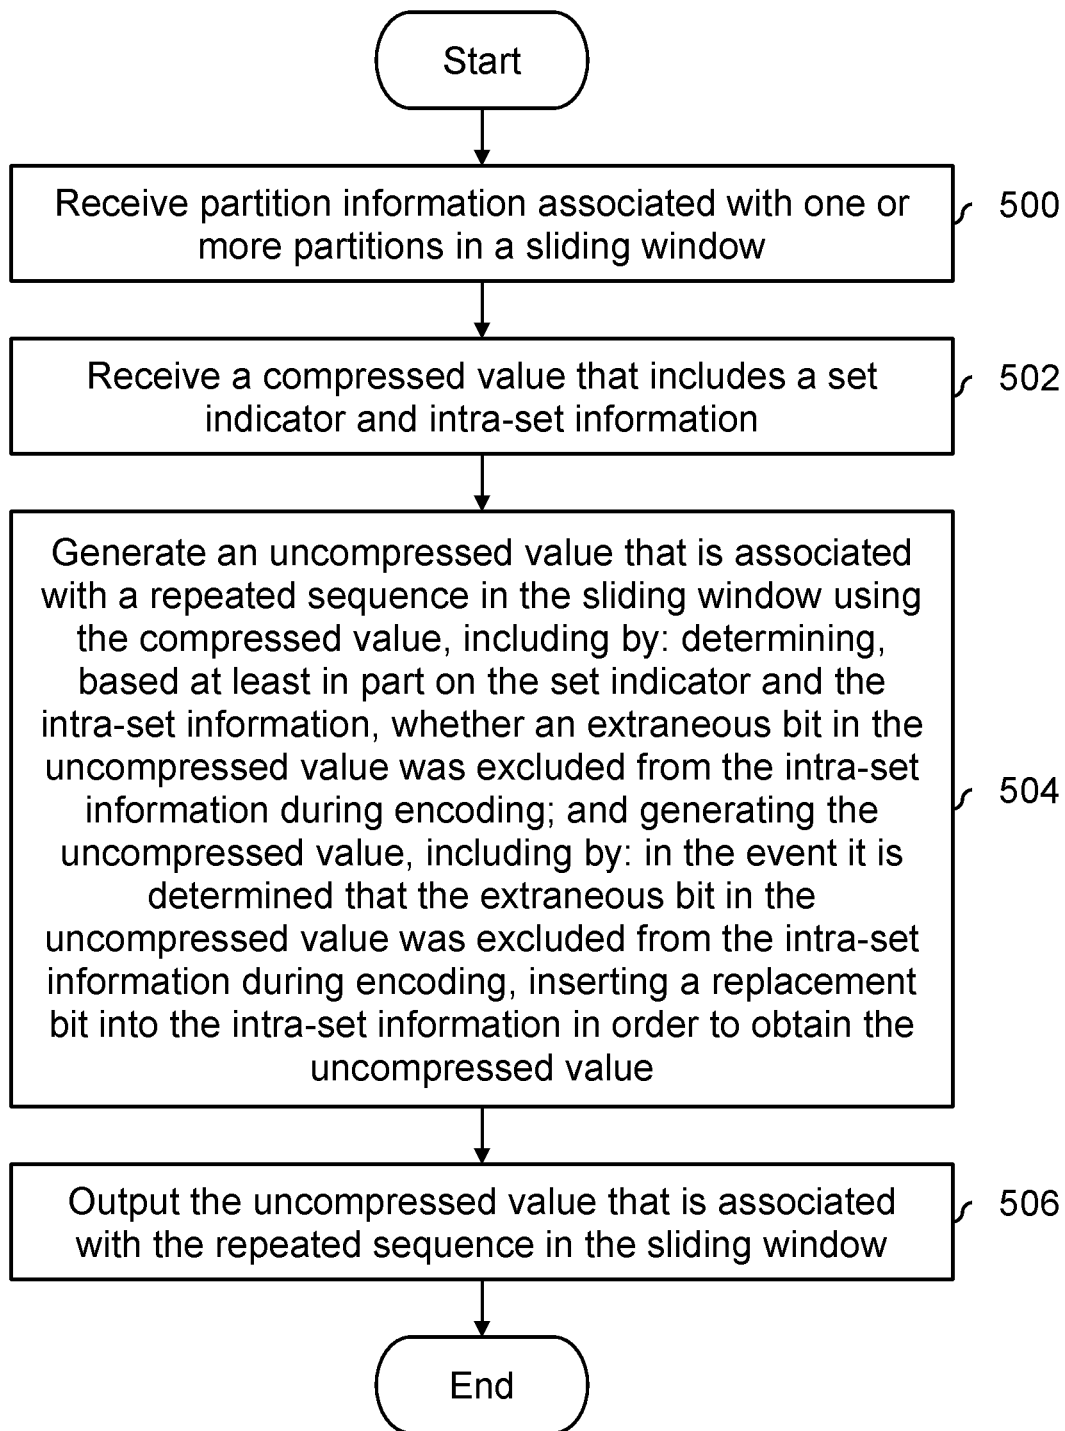 Start
Receive partition information associated with one or
more partitions in a sliding window
500
Receive a compressed value that includes a set
indicator and intra-set information
502
Generate an uncompressed value that is associated
with a repeated sequence in the sliding window using
the compressed value, including by: determining,
based at least in part on the set indicator and the
intra-set information, whether an extraneous bit in the
uncompressed value was excluded from the intra-set
information during encoding; and generating the
uncompressed value, including by: in the event it is
determined that the extraneous bit in the
uncompressed value was excluded from the intra-set
information during encoding, inserting a replacement
bit into the intra-set information in order to obtain the
uncompressed value
504
Output the uncompressed value that is associated
with the repeated sequence in the sliding window
506
End